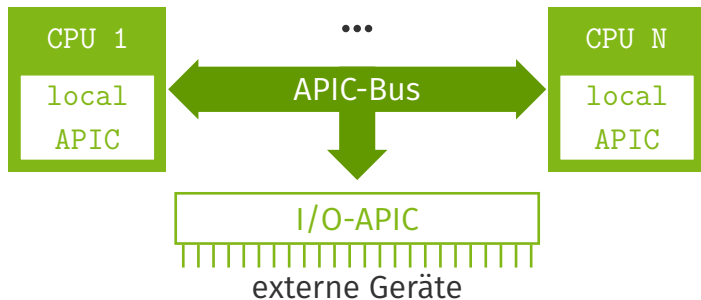 CPU 1
...
CPU N
local
APIC
APIC-Bus
local
APIC
I/O-APIC
externe Geräte